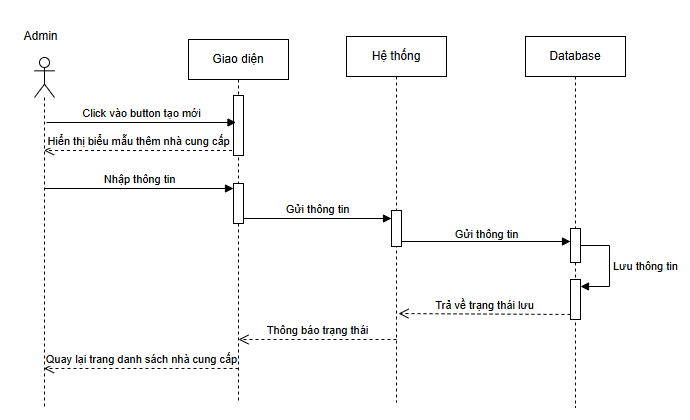 Admin
Giao diện
Hệ thống
Database
Click vào button tạo mới
Hiển thị biểu mẫu thêm nhà cung cấp
Nhập thông tin
Gửi thông tin
Gửi thông tin
Lưu thông tin
Trả về trạng thái lưu
Thông báo trạng thái
Quay lại trang danh sách nhà cung cấp